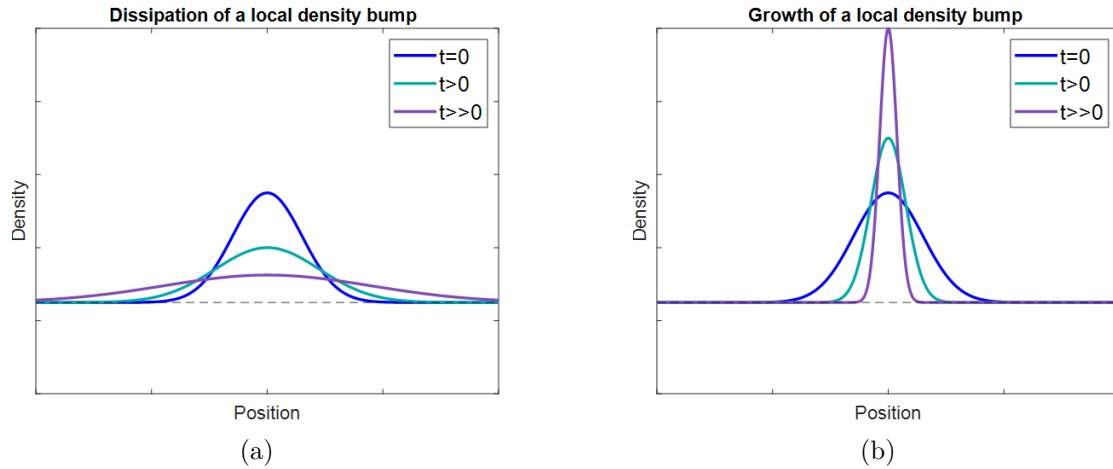 Dissipation of a local density bump
t=0
t>0
t>>0
Density
Position
(a)
Growth of a local density bump
t=0
t>0
t>>0
Density
Position
(b)